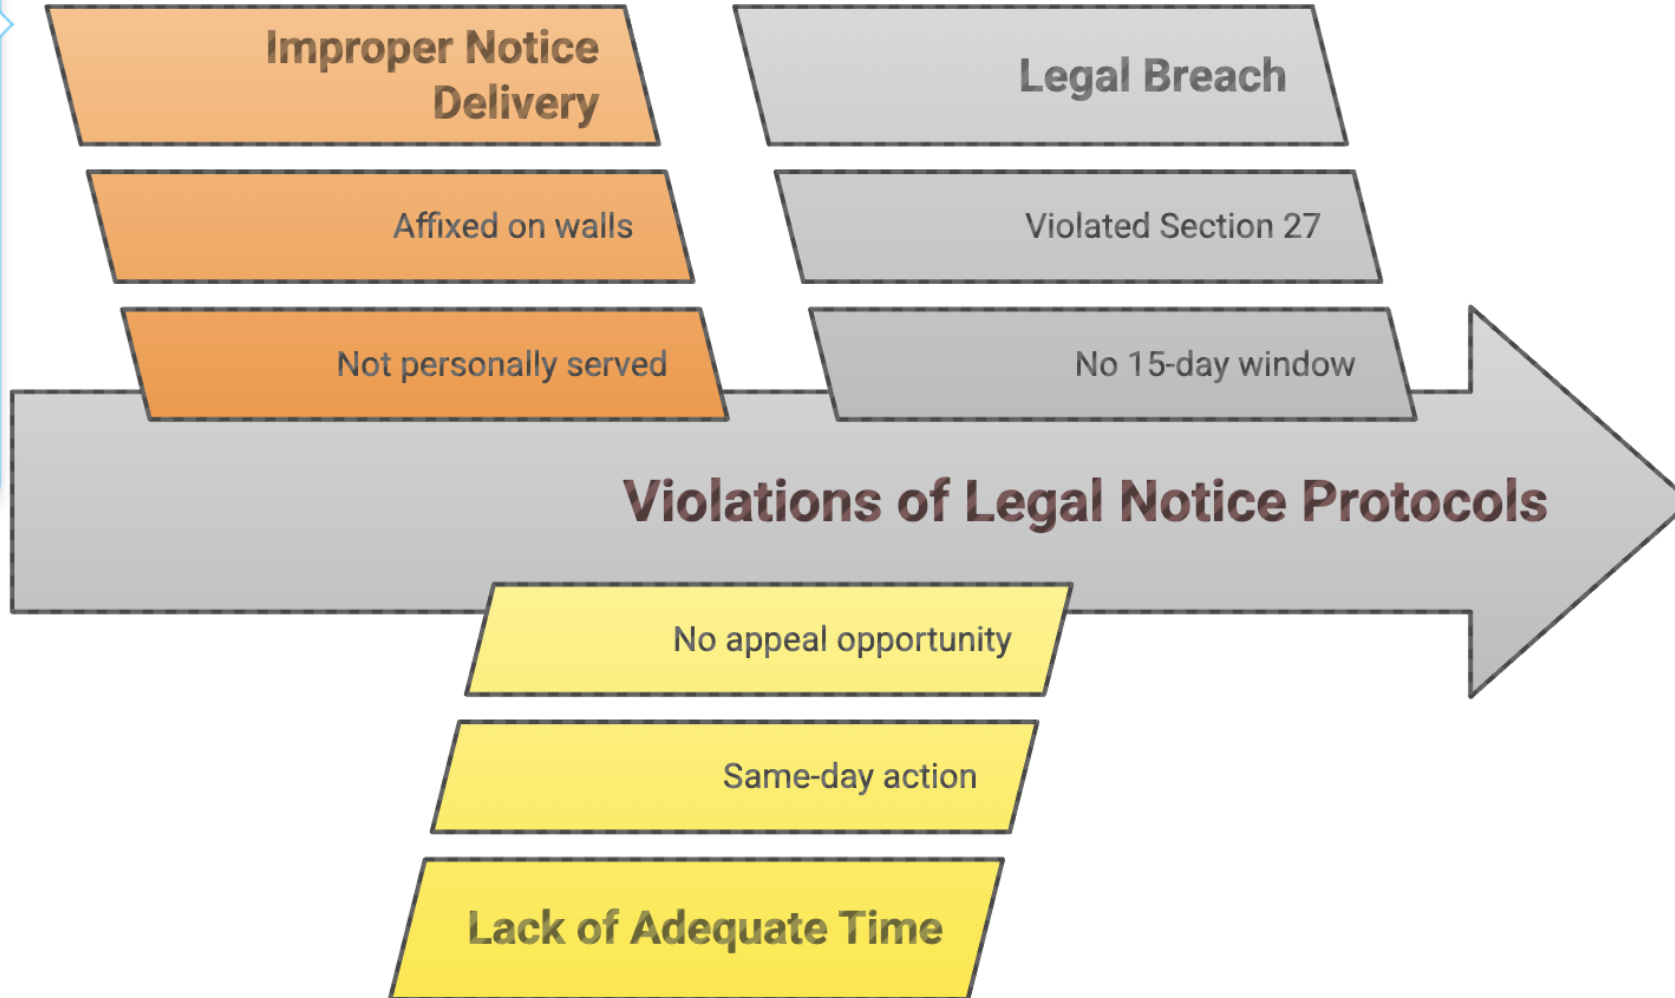 Improper Notice
Delivery
Affixed on walls
Not personally served
Legal Breach
Violated Section 27
No 15-day window
Violations of Legal Notice Protocols
No appeal opportunity
Same-day action
Lack of Adequate Time